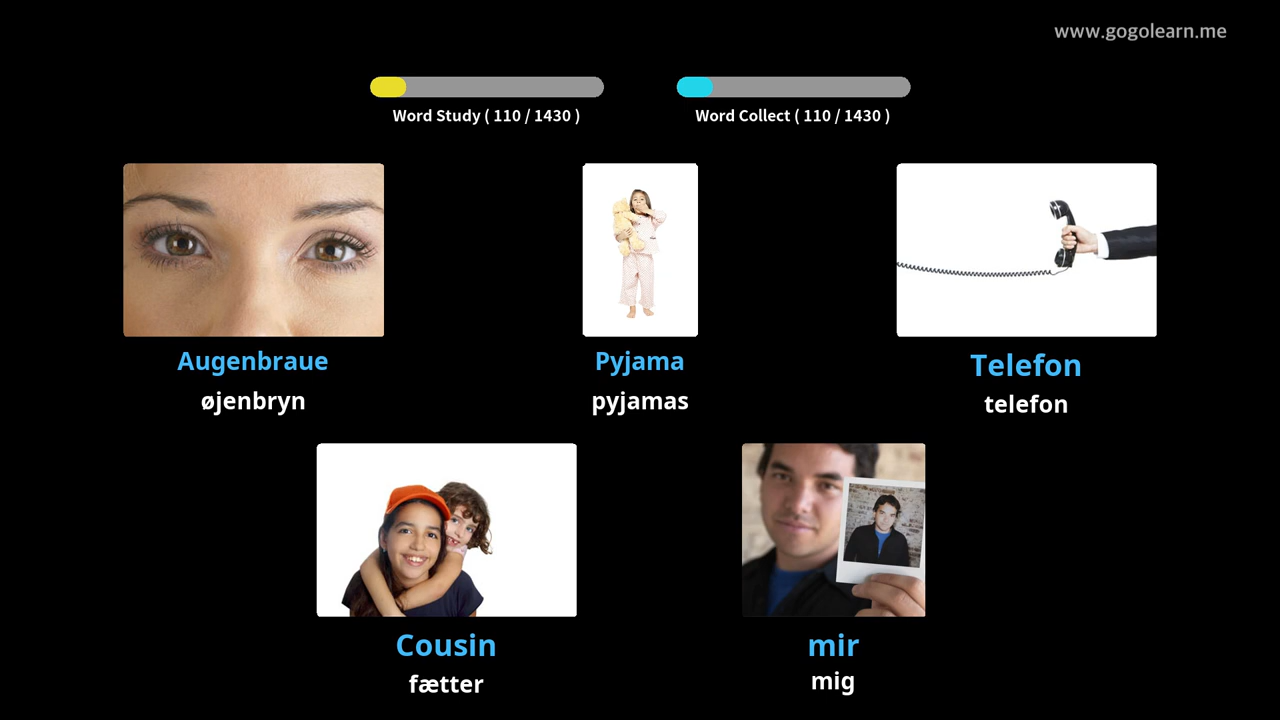 www.gogolearn.me
Word Study ( 110 / 1430 )
Word Collect ( 110 / 1430 )
Augenbraue
øjenbryn
Pyjama
pyjamas
Telefon
telefon
Cousin
fætter
mir
mig